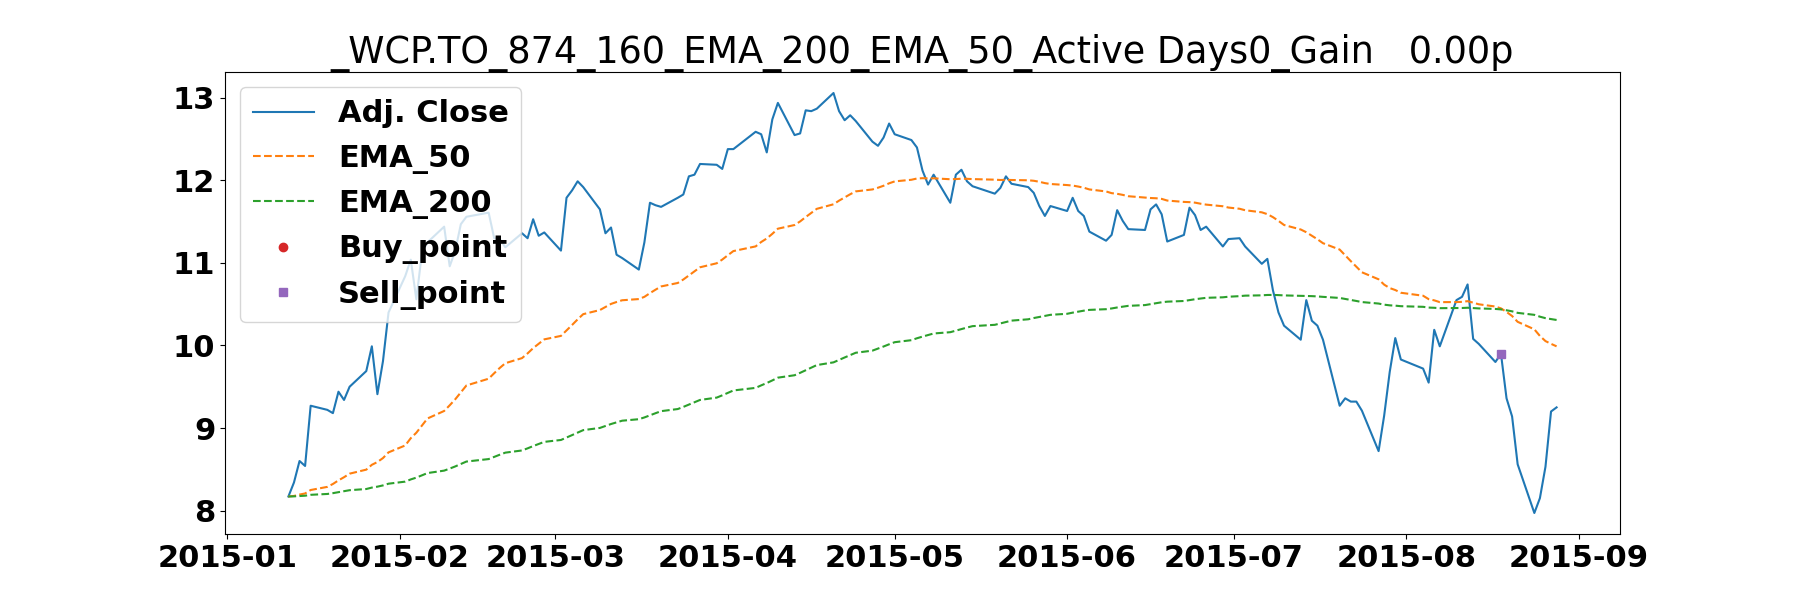 _WCP.TO_874_160_EMA_200_EMA_50_Active Days0_Gain   0.00p
13
12
11
10
9
8
Adj. Close
EMA_50
EMA_200
Buy_point
Sell_point
2015-01 2015-02 2015-03 2015-04 2015-05 2015-06 2015-07 2015-08 2015-09